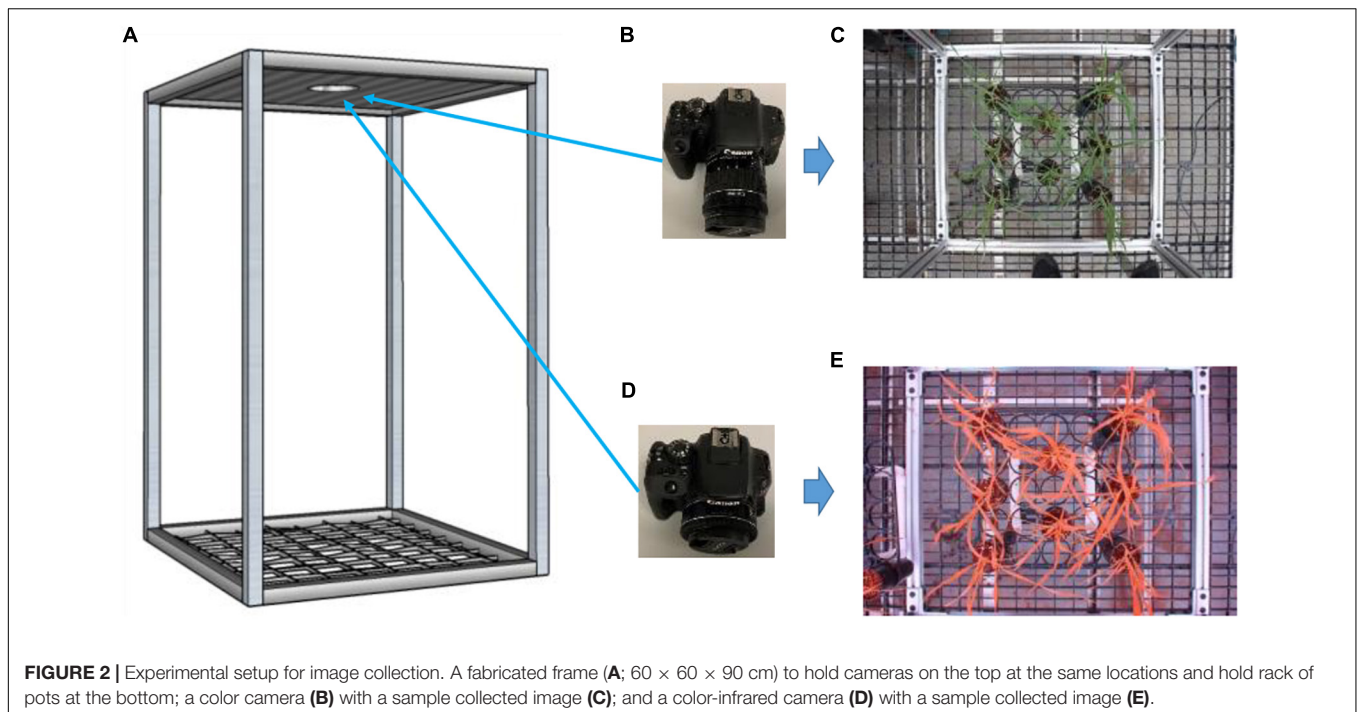 A
B
C
Canon
D
E
Canon
FIGURE 2 | Experimental setup for image collection. A fabricated frame (A; 60 × 60 × 90 cm) to hold cameras on the top at the same locations and hold rack of
pots at the bottom; a color camera (B) with a sample collected image (C); and a color-infrared camera (D) with a sample collected image (E).